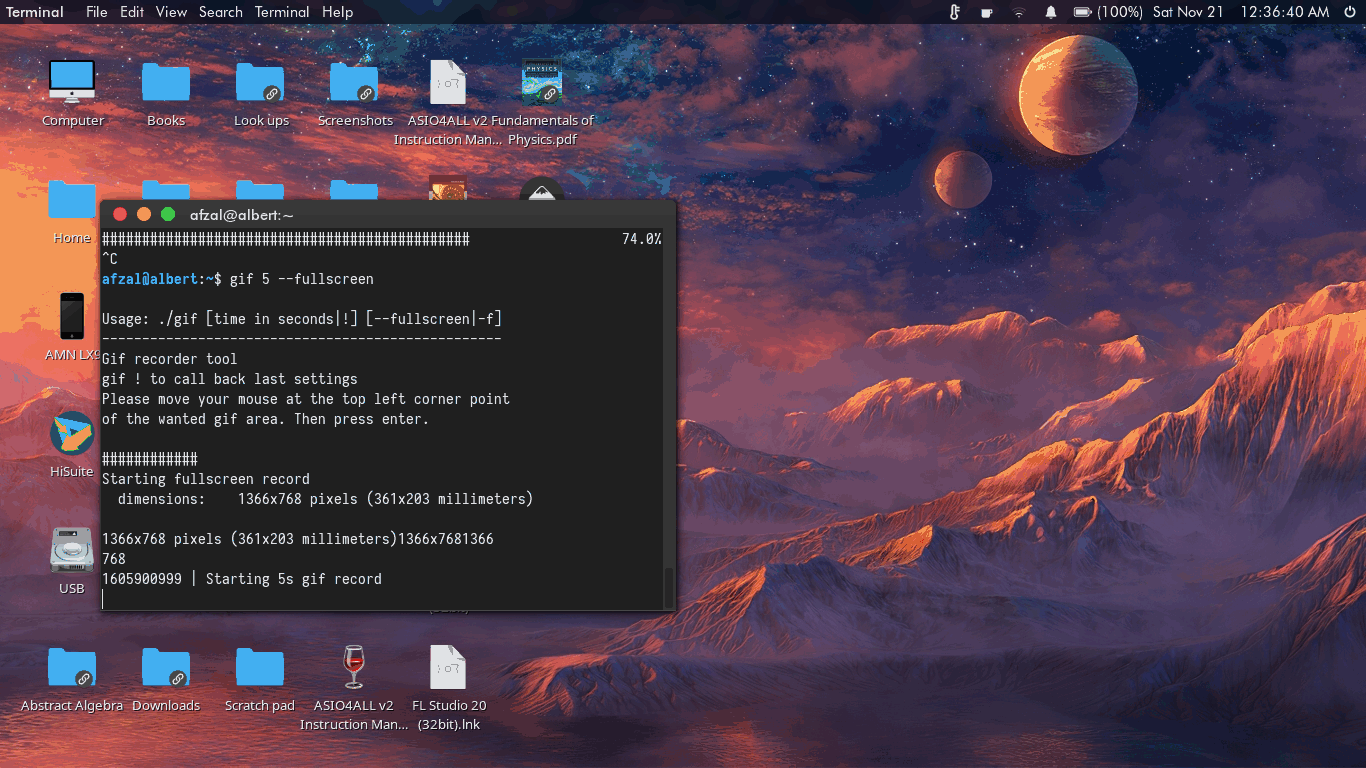 Terminal File Edit View Search Terminal Help (100%) Sat Nov 21 12:36:40 AM
Computer
Books
Look ups
Screenshots
ASIO4ALL v2
Instruction Man...
Fundamentals of
Physics.pdf
PHYSICS
Home
AMN LX9
HiSuite
USB
afzal@albert: ~
############################################## 74.0%
^C
afzal@albert:~$ gif 5 --fullscreen
Usage: ./gif [time in seconds|!] [--fullscreen|-f]
--------------------------------------------------
Gif recorder tool
gif ! to call back last settings
Please move your mouse at the top left corner point
of the wanted gif area. Then press enter.
############
Starting fullscreen record
dimensions: 1366x768 pixels (361x203 millimeters)
1366x768 pixels (361x203 millimeters)1366x7681366
768
1605900999 | Starting 5s gif record
Abstract Algebra
Downloads
Scratch pad
ASIO4ALL v2
Instruction Man...
FL Studio 20
(32bit).lnk